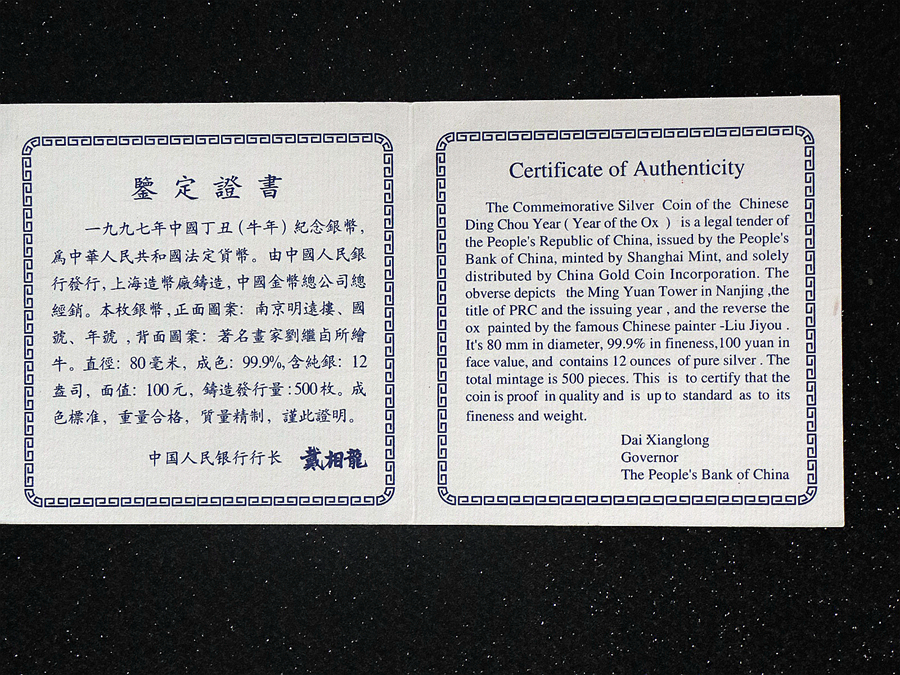 鑒定證書
一九九七年中國丁丑(牛年)紀念銀幣,
爲中華人民共和國法定貨幣。由中國人民銀
行發行,上海造幣廠鑄造,中國金幣總公司總
經銷。本枚銀幣,正面圖案：南京明遠樓、國
號、年號,背面圖案：著名畫家劉繼卣所繪
牛。直徑：80毫米，成色：99.9%,含純銀：12
盎司，面值：100元，鑄造發行量:500枚。成
色標准，重量合格，質量精制，謹此證明。
中国人民银行行长 戴相龍
Certificate of Authenticity
The Commemorative Silver Coin of the Chinese
Ding Chou Year ( Year of the Ox ) is a legal tender of
the People's Republic of China, issued by the People's
Bank of China, minted by Shanghai Mint, and solely
distributed by China Gold Coin Incorporation. The
obverse depicts the Ming Yuan Tower in Nanjing ,the
title of PRC and the issuing year , and the reverse the
ox painted by the famous Chinese painter -Liu Jiyou .
It's 80 mm in diameter, 99.9% in fineness,100 yuan in
face value, and contains 12 ounces of pure silver . The
total mintage is 500 pieces. This is to certify that the
coin is proof in quality and is up to standard as to its
fineness and weight.
Dai Xianglong
Governor
The People's Bank of China